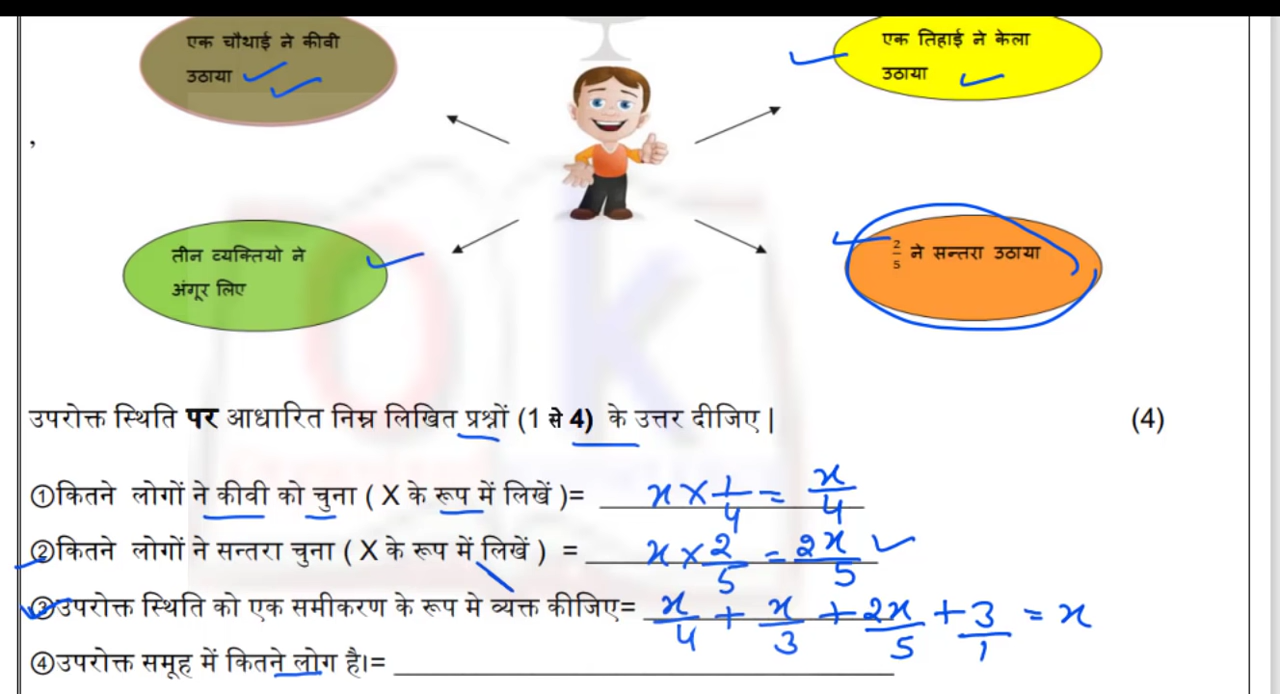 एक चौथाई ने कीवी
उठाया
एक तिहाई ने केला
उठाया
,
तीन व्यक्तियो ने
अंगूर लिए
2/5 ने सन्तरा उठाया
उपरोक्त स्थिति पर आधारित निम्न लिखित प्रश्नों (1 से 4) के उत्तर दीजिए | (4)
①कितने लोगों ने कीवी को चुना ( X के रूप में लिखें )= x × 1/4 = x/4
②कितने लोगों ने सन्तरा चुना ( X के रूप में लिखें ) = x × 2/5 = 2x/5
③उपरोक्त स्थिति को एक समीकरण के रूप मे व्यक्त कीजिए= x/4 + x/3 + 2x/5 + 3/1 = x
④उपरोक्त समूह में कितने लोग है।=